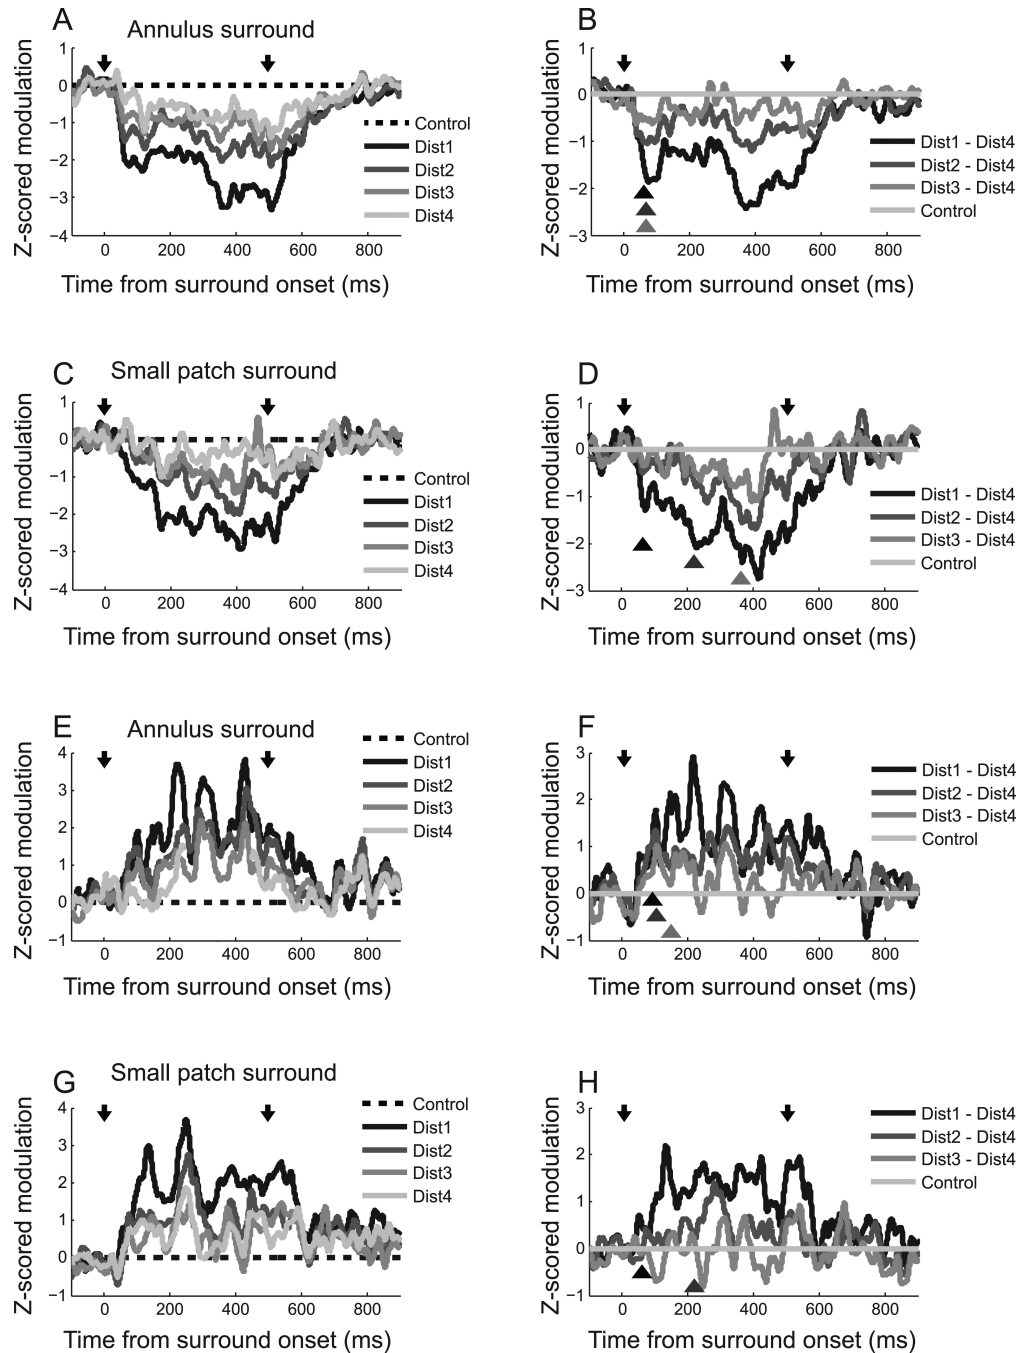 A
Annulus surround
Z-scored modulation
1
0
−1
−2
−3
−4
0
200
400
600
800
Time from surround onset (ms)
Control
Dist1
Dist2
Dist3
Dist4
B
Z-scored modulation
1
0
−1
−2
−3
0
200
400
600
800
Time from surround onset (ms)
Dist1 - Dist4
Dist2 - Dist4
Dist3 - Dist4
Control
C
Small patch surround
Z-scored modulation
1
0
−1
−2
−3
−4
0
200
400
600
800
Time from surround onset (ms)
Control
Dist1
Dist2
Dist3
Dist4
D
Z-scored modulation
1
0
−1
−2
−3
0
200
400
600
800
Time from surround onset (ms)
Dist1 - Dist4
Dist2 - Dist4
Dist3 - Dist4
Control
E
Annulus surround
Z-scored modulation
4
3
2
1
0
−1
0
200
400
600
800
Time from surround onset (ms)
Control
Dist1
Dist2
Dist3
Dist4
F
Z-scored modulation
3
2
1
0
−1
0
200
400
600
800
Time from surround onset (ms)
Dist1 - Dist4
Dist2 - Dist4
Dist3 - Dist4
Control
G
Small patch surround
Z-scored modulation
4
3
2
1
0
−1
0
200
400
600
800
Time from surround onset (ms)
Control
Dist1
Dist2
Dist3
Dist4
H
Z-scored modulation
3
2
1
0
−1
0
200
400
600
800
Time from surround onset (ms)
Dist1 - Dist4
Dist2 - Dist4
Dist3 - Dist4
Control